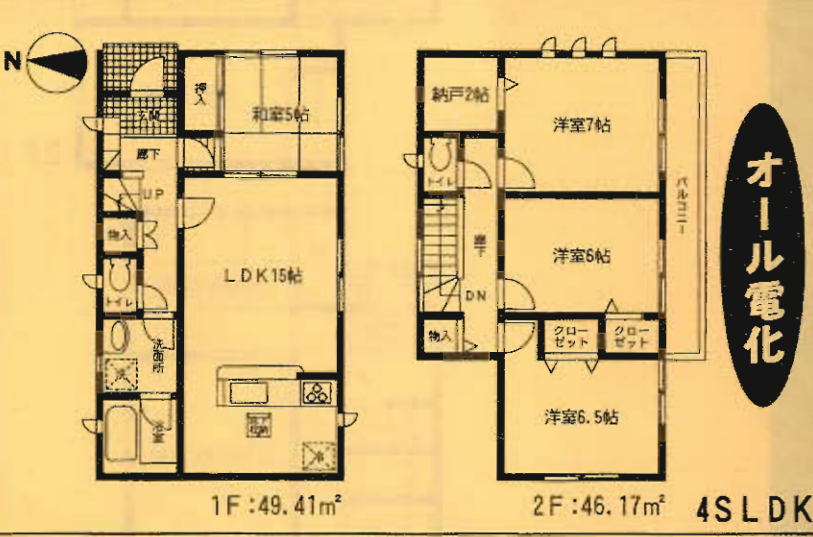 N
押入
和室5帖
玄関
廊下
UP
物入
トイレ
LDK15帖
洗面所
洗
浴室
冷
1F:49.41㎡
納戸2帖
洋室7帖
トイレ
バルコニー
廊下
洋室6帖
DN
物入
クローゼット
クローゼット
洋室6.5帖
2F:46.17㎡
4SLDK
オール電化